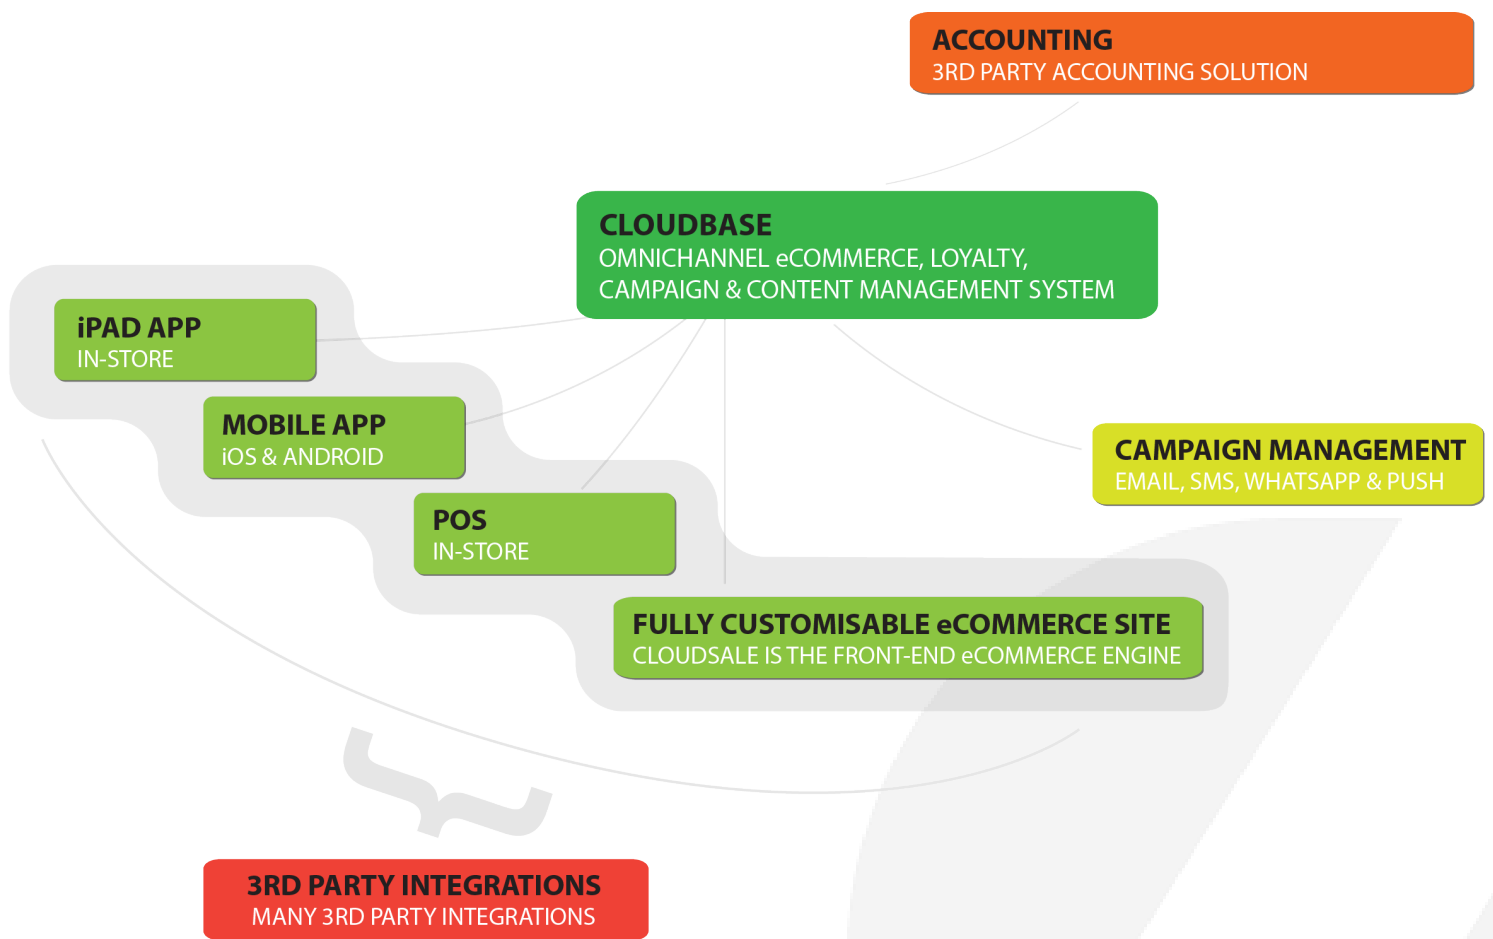 ACCOUNTING
3RD PARTY ACCOUNTING SOLUTION
CLOUDBASE
OMNICHANNEL eCOMMERCE, LOYALTY,
CAMPAIGN & CONTENT MANAGEMENT SYSTEM
iPAD APP
IN-STORE
MOBILE APP
iOS & ANDROID
CAMPAIGN MANAGEMENT
EMAIL, SMS, WHATSAPP & PUSH
POS
IN-STORE
FULLY CUSTOMISABLE eCOMMERCE SITE
CLOUDSALE IS THE FRONT-END eCOMMERCE ENGINE
3RD PARTY INTEGRATIONS
MANY 3RD PARTY INTEGRATIONS